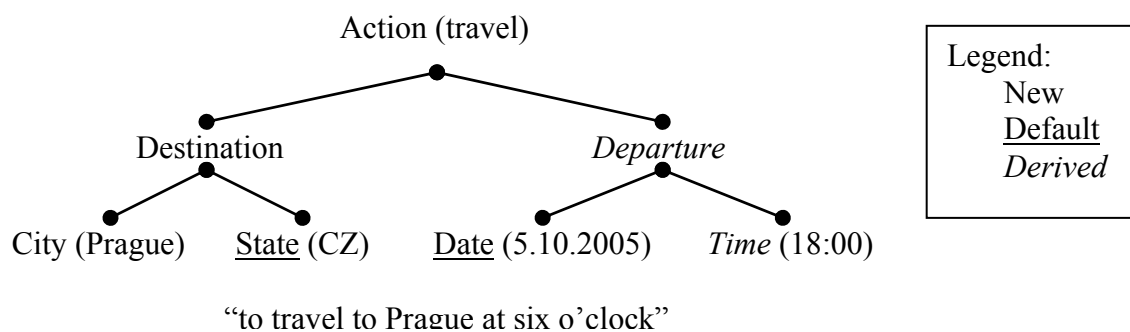 Action (travel)
Legend:
New
Default
Derived
Destination
Departure
City (Prague)
State (CZ)
Date (5.10.2005)
Time (18:00)
“to travel to Prague at six o’clock”